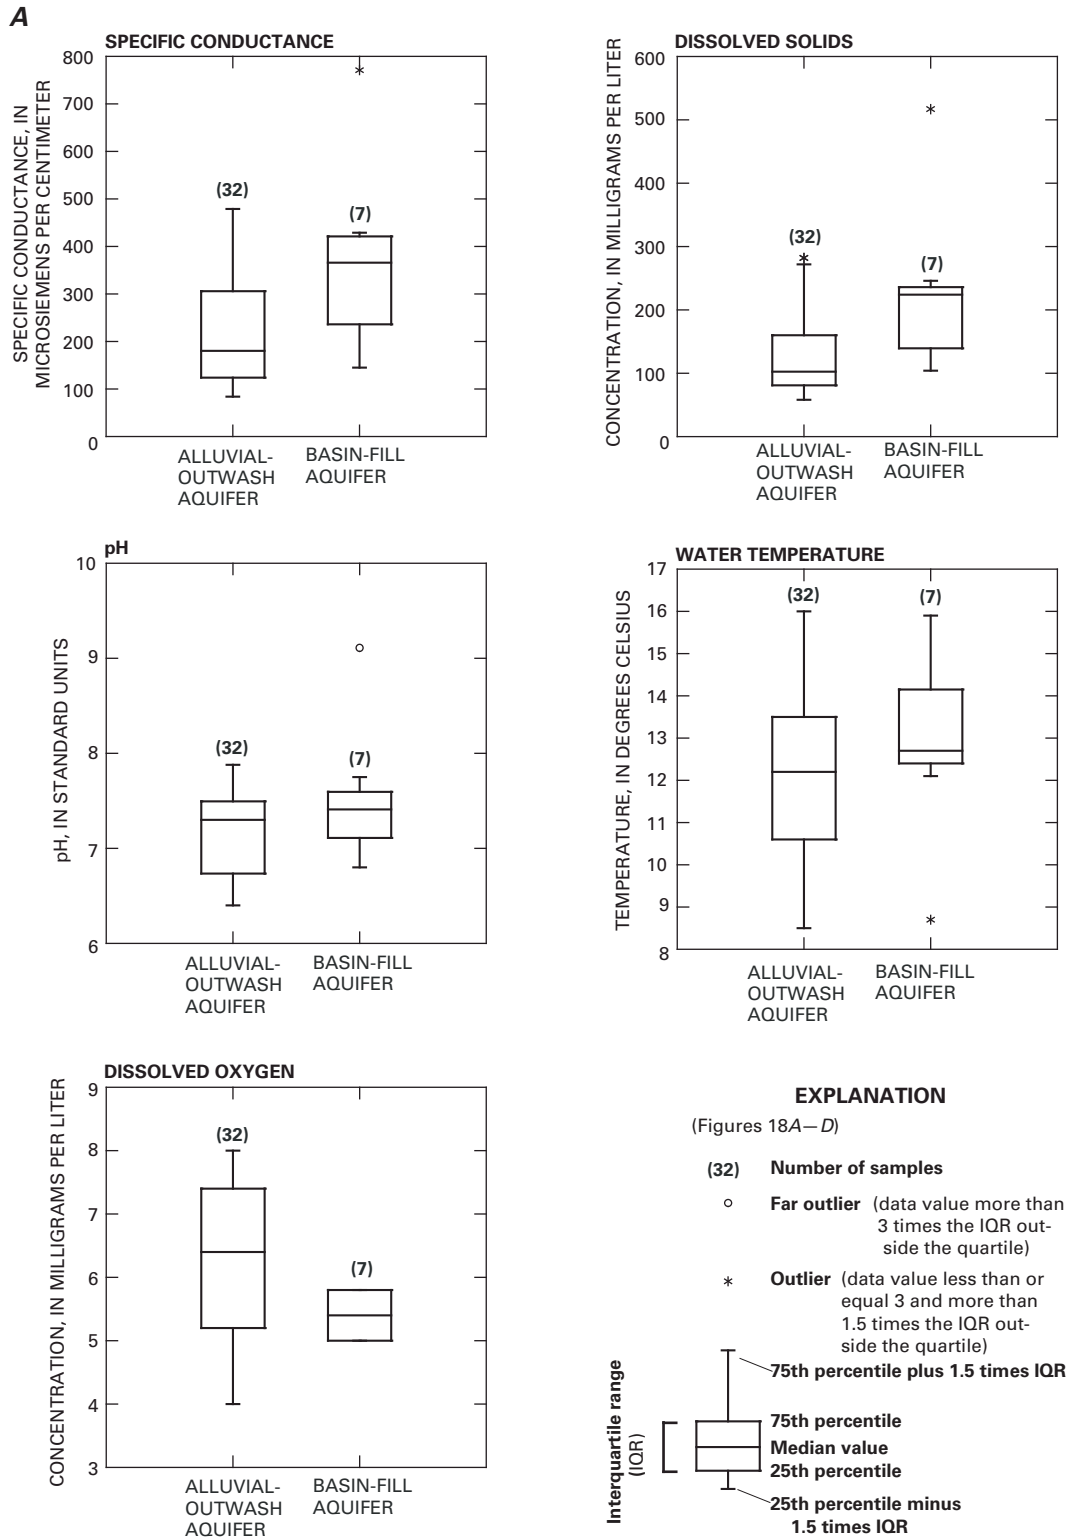 A
SPECIFIC CONDUCTANCE
SPECIFIC CONDUCTANCE, IN
MICROSIEMENS PER CENTIMETER
800
700
600
500
400
300
200
100
0
(32)
(7)
*
ALLUVIAL-
OUTWASH
AQUIFER
BASIN-FILL
AQUIFER
DISSOLVED SOLIDS
CONCENTRATION, IN MILLIGRAMS PER LITER
600
500
400
300
200
100
0
*
(32)
*
(7)
ALLUVIAL-
OUTWASH
AQUIFER
BASIN-FILL
AQUIFER
pH
pH, IN STANDARD UNITS
10
9
8
7
6
(32)
(7)
ALLUVIAL-
OUTWASH
AQUIFER
BASIN-FILL
AQUIFER
WATER TEMPERATURE
TEMPERATURE, IN DEGREES CELSIUS
17
16
15
14
13
12
11
10
9
8
(32)
(7)
*
ALLUVIAL-
OUTWASH
AQUIFER
BASIN-FILL
AQUIFER
DISSOLVED OXYGEN
CONCENTRATION, IN MILLIGRAMS PER LITER
9
8
7
6
5
4
3
(32)
(7)
ALLUVIAL-
OUTWASH
AQUIFER
BASIN-FILL
AQUIFER
EXPLANATION
(Figures 18A—D)
(32) Number of samples
Far outlier (data value more than
3 times the IQR out-
side the quartile)
* Outlier (data value less than or
equal 3 and more than
1.5 times the IQR out-
side the quartile)
75th percentile plus 1.5 times IQR
Interquartile range
(IQR)
75th percentile
Median value
25th percentile
25th percentile minus
1.5 times IQR